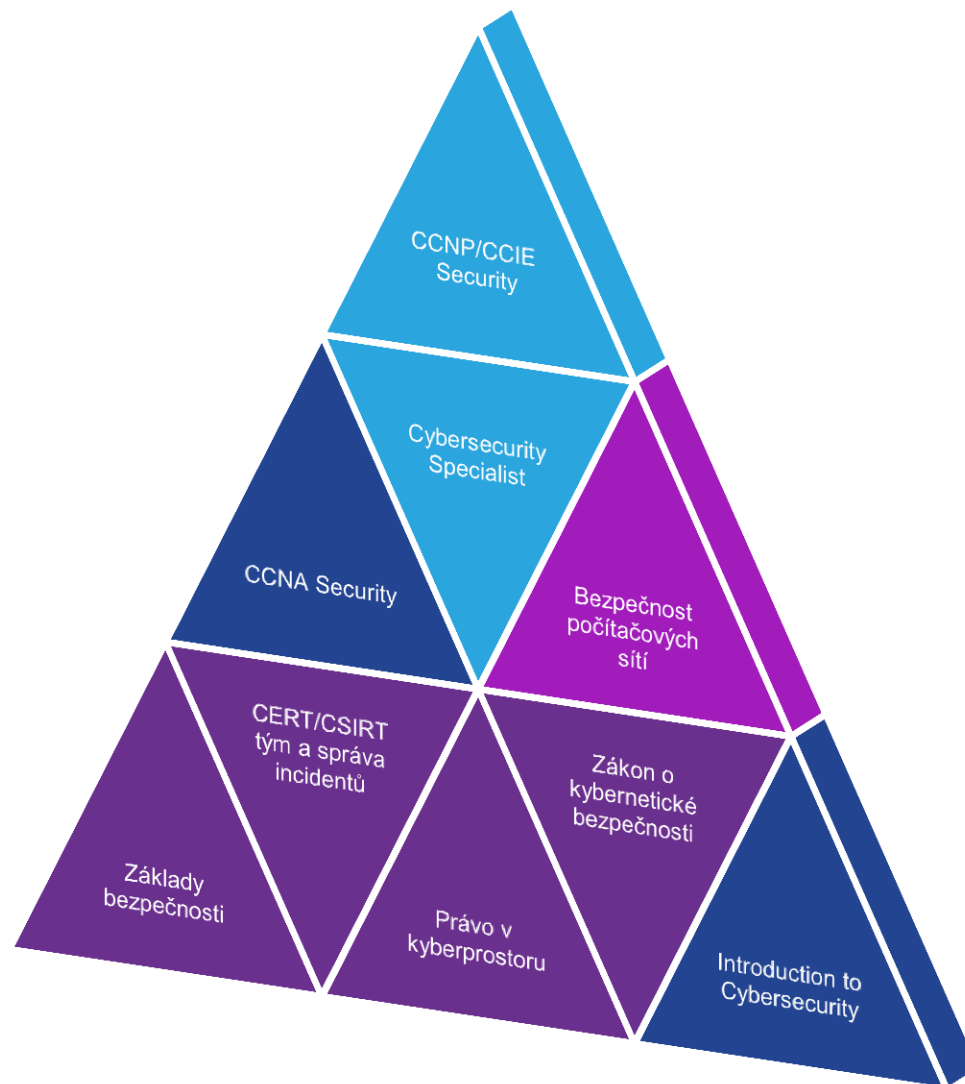 CCNP/CCIE
Security
Cybersecurity
Specialist
CCNA Security
Bezpečnost
počítačových
sítí
CERT/CSIRT
tým a správa
incidentů
Zákon o
kybernetické
bezpečnosti
Základy
bezpečnosti
Právo v
kyberprostoru
Introduction to
Cybersecurity